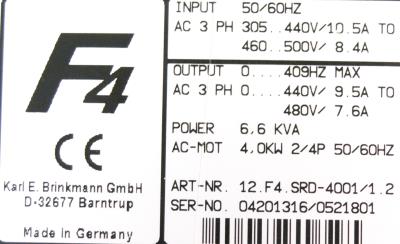 F4
CE
Karl E. Brinkmann GmbH
D-32677 Barntrup
Made in Germany
INPUT 50/60HZ
AC 3 PH 305..440V/10.5A TO
460..500V/ 8.4A
OUTPUT 0....409HZ MAX
AC 3 PH 0....440V/ 9.5A TO
480V/ 7.6A
POWER 6,6 KVA
AC-MOT 4,0KW 2/4P 50/60HZ
ART-NR. 12.F4.SRD-4001/1.2
SER-NO. 04201316/0521801